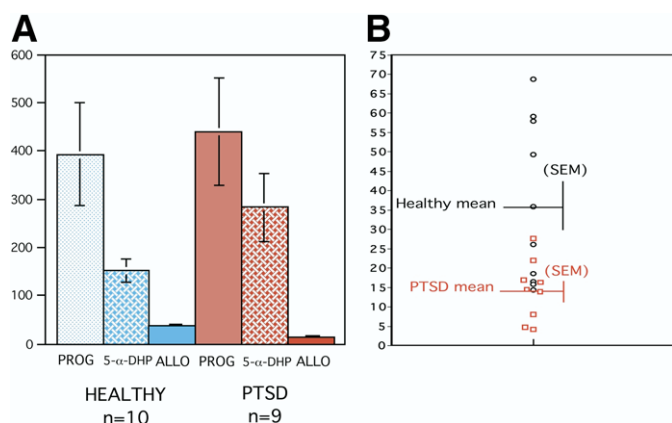 A
600
500
400
300
200
100
0
PROG 5-α-DHP ALLO PROG 5-α-DHP ALLO
HEALTHY PTSD
n=10 n=9
B
75
70
65
60
55
50
45
40
35
30
25
20
15
10
5
0
(SEM)
Healthy mean
(SEM)
PTSD mean